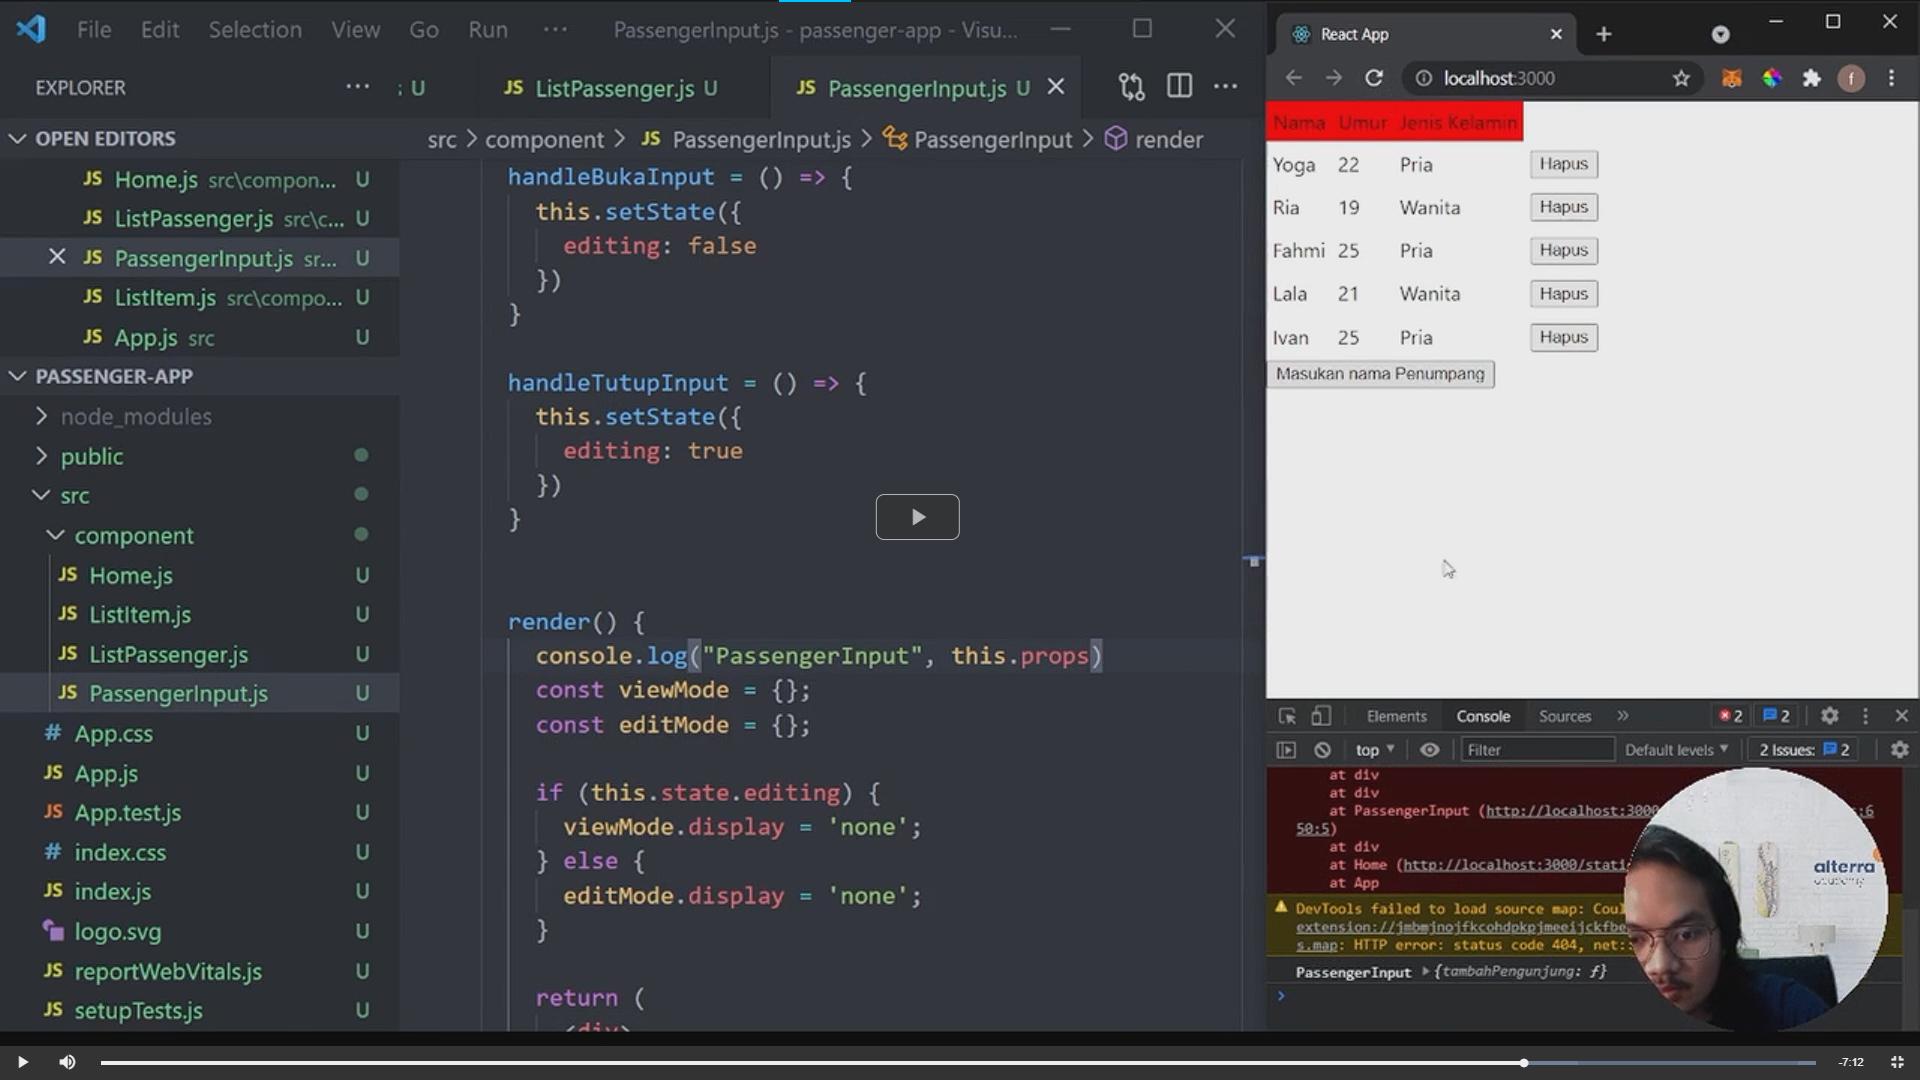 File Edit Selection View Go Run ··· PassengerInput.js - passenger-app - Visu...
EXPLORER ···
; U
JS ListPassenger.js U
JS PassengerInput.js U
OPEN EDITORS
JS Home.js src\compon... U
JS ListPassenger.js src\c... U
JS PassengerInput.js sr... U
JS ListItem.js src\compo... U
JS App.js src U
PASSENGER-APP
node_modules
public
src
component
JS Home.js U
JS ListItem.js U
JS ListPassenger.js U
JS PassengerInput.js U
# App.css U
JS App.js U
JS App.test.js U
# index.css U
JS index.js U
logo.svg U
JS reportWebVitals.js U
JS setupTests.js U
src > component > JS PassengerInput.js > PassengerInput > render
handleBukaInput = () => {
this.setState({
editing: false
})
}
handleTutupInput = () => {
this.setState({
editing: true
})
}
render() {
console.log("PassengerInput", this.props)
const viewMode = {};
const editMode = {};
if (this.state.editing) {
viewMode.display = 'none';
} else {
editMode.display = 'none';
}
return (
<div>
React App
localhost:3000
f
Nama Umur Jenis Kelamin
Yoga 22 Pria Hapus
Ria 19 Wanita Hapus
Fahmi 25 Pria Hapus
Lala 21 Wanita Hapus
Ivan 25 Pria Hapus
Masukan nama Penumpang
Elements Console Sources » 2 2
top Filter Default levels 2 Issues: 2
at div
at div
at PassengerInput (http://localhost:3000 s:6
50:5)
at div
at Home (http://localhost:3000/stati
at App
DevTools failed to load source map: Coul
extension://jmbmjnojfkcohdpkpjmeeijckfbe
s.map: HTTP error: status code 404, net::
PassengerInput {tambahPengunjung: ƒ}
>
alterra
academy
-7:12